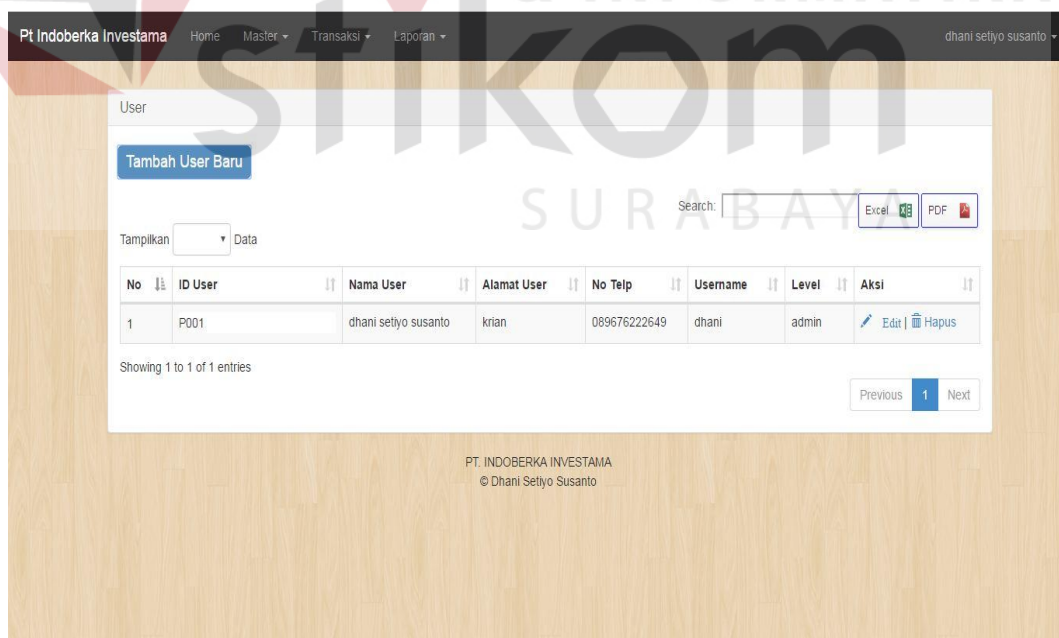 Pt Indoberka Investama Home Master Transaksi Laporan dhani setiyo susanto
stikom
SURABAYA
User
Tambah User Baru
Search: Excel PDF
Tampilkan Data
No ID User Nama User Alamat User No Telp Username Level Aksi
1 P001 dhani setiyo susanto krian 089676222649 dhani admin Edit | Hapus
Showing 1 to 1 of 1 entries
Previous 1 Next
PT. INDOBERKA INVESTAMA
© Dhani Setiyo Susanto